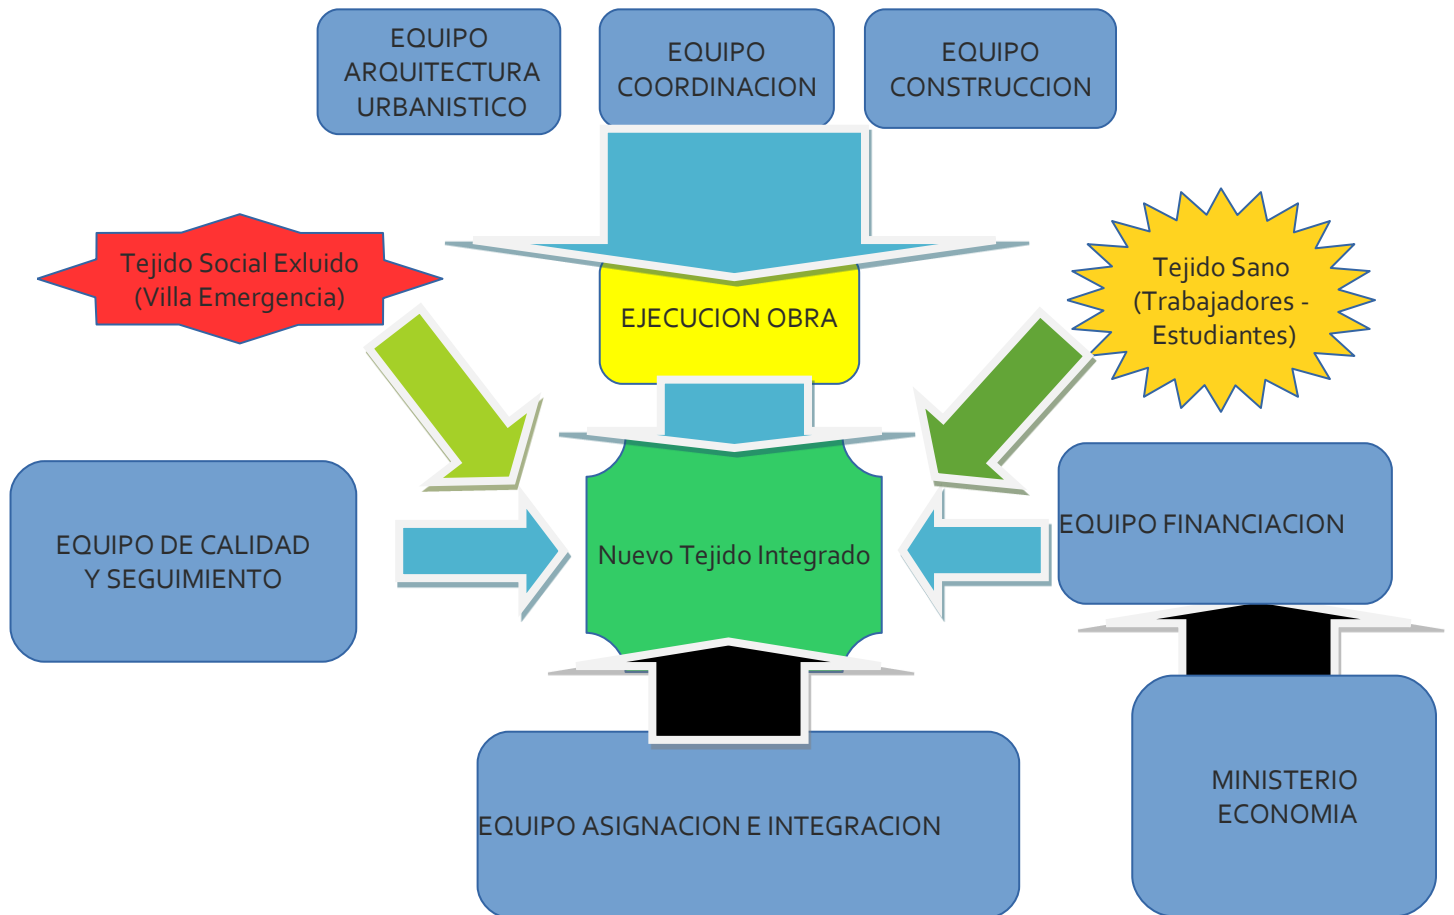 EQUIPO
ARQUITECTURA
URBANISTICO
EQUIPO
COORDINACION
EQUIPO
CONSTRUCCION
Tejido Social Exluido
(Villa Emergencia)
EJECUCION OBRA
Tejido Sano
(Trabajadores -
Estudiantes)
EQUIPO DE CALIDAD
Y SEGUIMIENTO
Nuevo Tejido Integrado
EQUIPO FINANCIACION
EQUIPO ASIGNACION E INTEGRACION
MINISTERIO
ECONOMIA